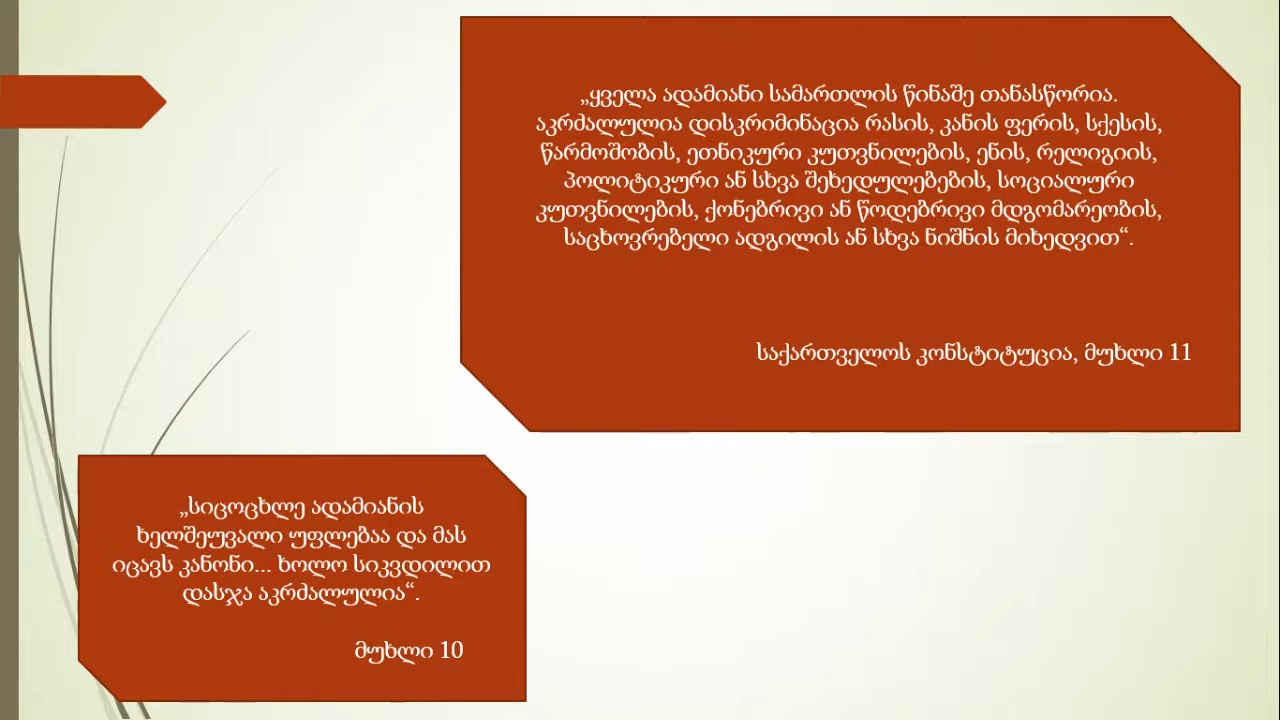 „ყველა ადამიანი სამართლის წინაშე თანასწორია.
აკრძალულია დისკრიმინაცია რასის, კანის ფერის, სქესის,
წარმოშობის, ეთნიკური კუთვნილების, ენის, რელიგიის,
პოლიტიკური ან სხვა შეხედულებების, სოციალური
კუთვნილების, ქონებრივი ან წოდებრივი მდგომარეობის,
საცხოვრებელი ადგილის ან სხვა ნიშნის მიხედვით“.
საქართველოს კონსტიტუცია, მუხლი 11
„სიცოცხლე ადამიანის
ხელშეუვალი უფლებაა და მას
იცავს კანონი... ხოლო სიკვდილით
დასჯა აკრძალულია“.
მუხლი 10